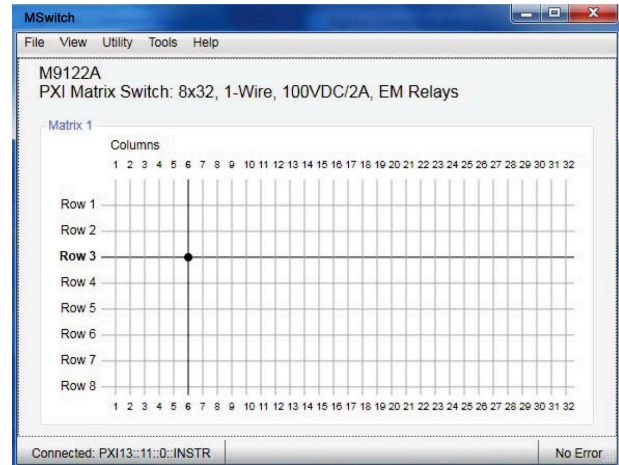 MSwitch
File View Utility Tools Help
M9122A
PXI Matrix Switch: 8x32, 1-Wire, 100VDC/2A, EM Relays
Matrix 1
Columns
1 2 3 4 5 6 7 8 9 10 11 12 13 14 15 16 17 18 19 20 21 22 23 24 25 26 27 28 29 30 31 32
Row 1
Row 2
Row 3
Row 4
Row 5
Row 6
Row 7
Row 8
1 2 3 4 5 6 7 8 9 10 11 12 13 14 15 16 17 18 19 20 21 22 23 24 25 26 27 28 29 30 31 32
Connected: PXI13::11::0::INSTR No Error